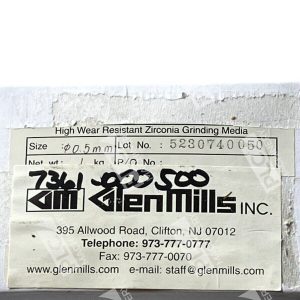 High Wear Resistant Zirconia Grinding Media
Size φ0.5mm Lot No. 5230740050
Net wt. 1 kg P/O No.
7361 500
GM GlenMills INC.
395 Allwood Road, Clifton, NJ 07012
Telephone: 973-777-0777
Fax: 973-777-0070
www.glenmills.com e-mail: staff@glenmills.com